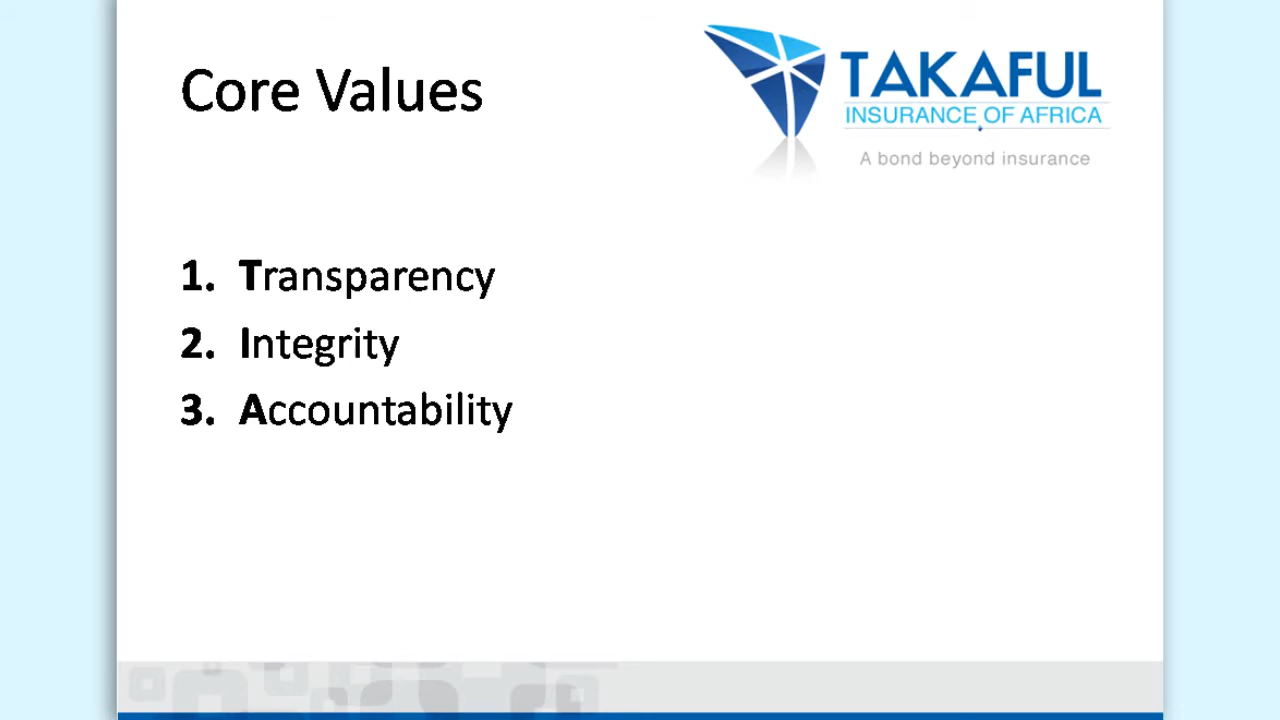 Core Values
TAKAFUL
INSURANCE OF AFRICA
A bond beyond insurance
1. Transparency
2. Integrity
3. Accountability